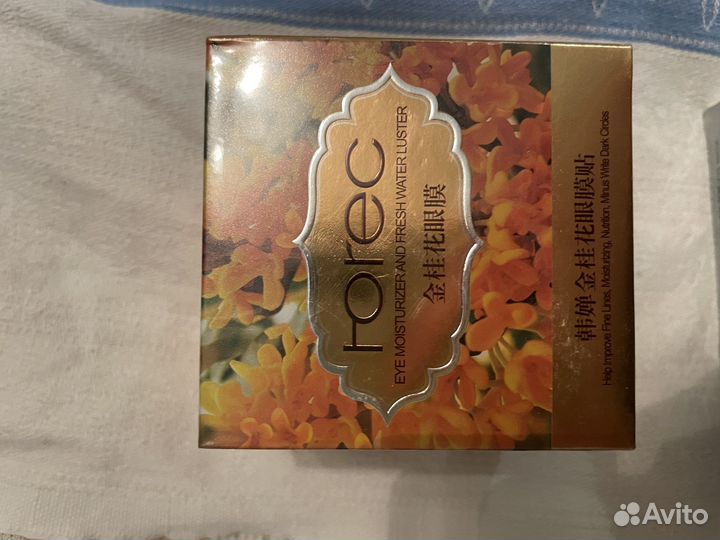 rorec
EYE MOISTURIZER AND FRESH WATER LUSTER
金桂花眼膜
韩婵金桂花眼膜贴
Help Improve Fine Lines, Moisturizing, Nutrition, Minus Write Dark Circles
Avito